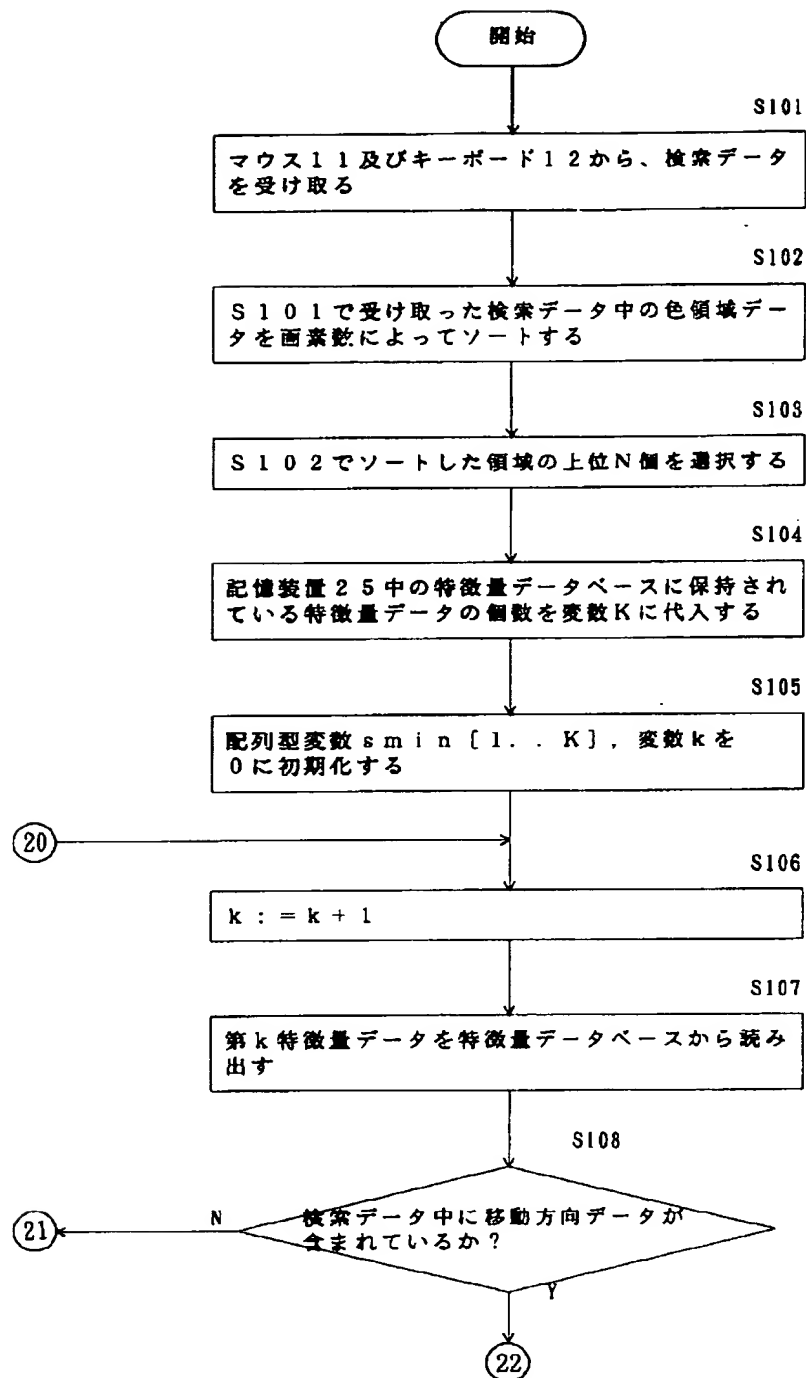 開始
S101
マウス11及びキーボード12から、検索データ
を受け取る
S102
S101で受け取った検索データ中の色領域デー
タを画素数によってソートする
S103
S102でソートした領域の上位N個を選択する
S104
記憶装置25中の特徴量データベースに保持され
ている特徴量データの個数を変数Kに代入する
S105
配列型変数smin[1..K],変数kを
0に初期化する
20
S106
k:=k+1
S107
第k特徴量データを特徴量データベースから読み
出す
S108
検索データ中に移動方向データが
含まれているか?
N
21
Y
22